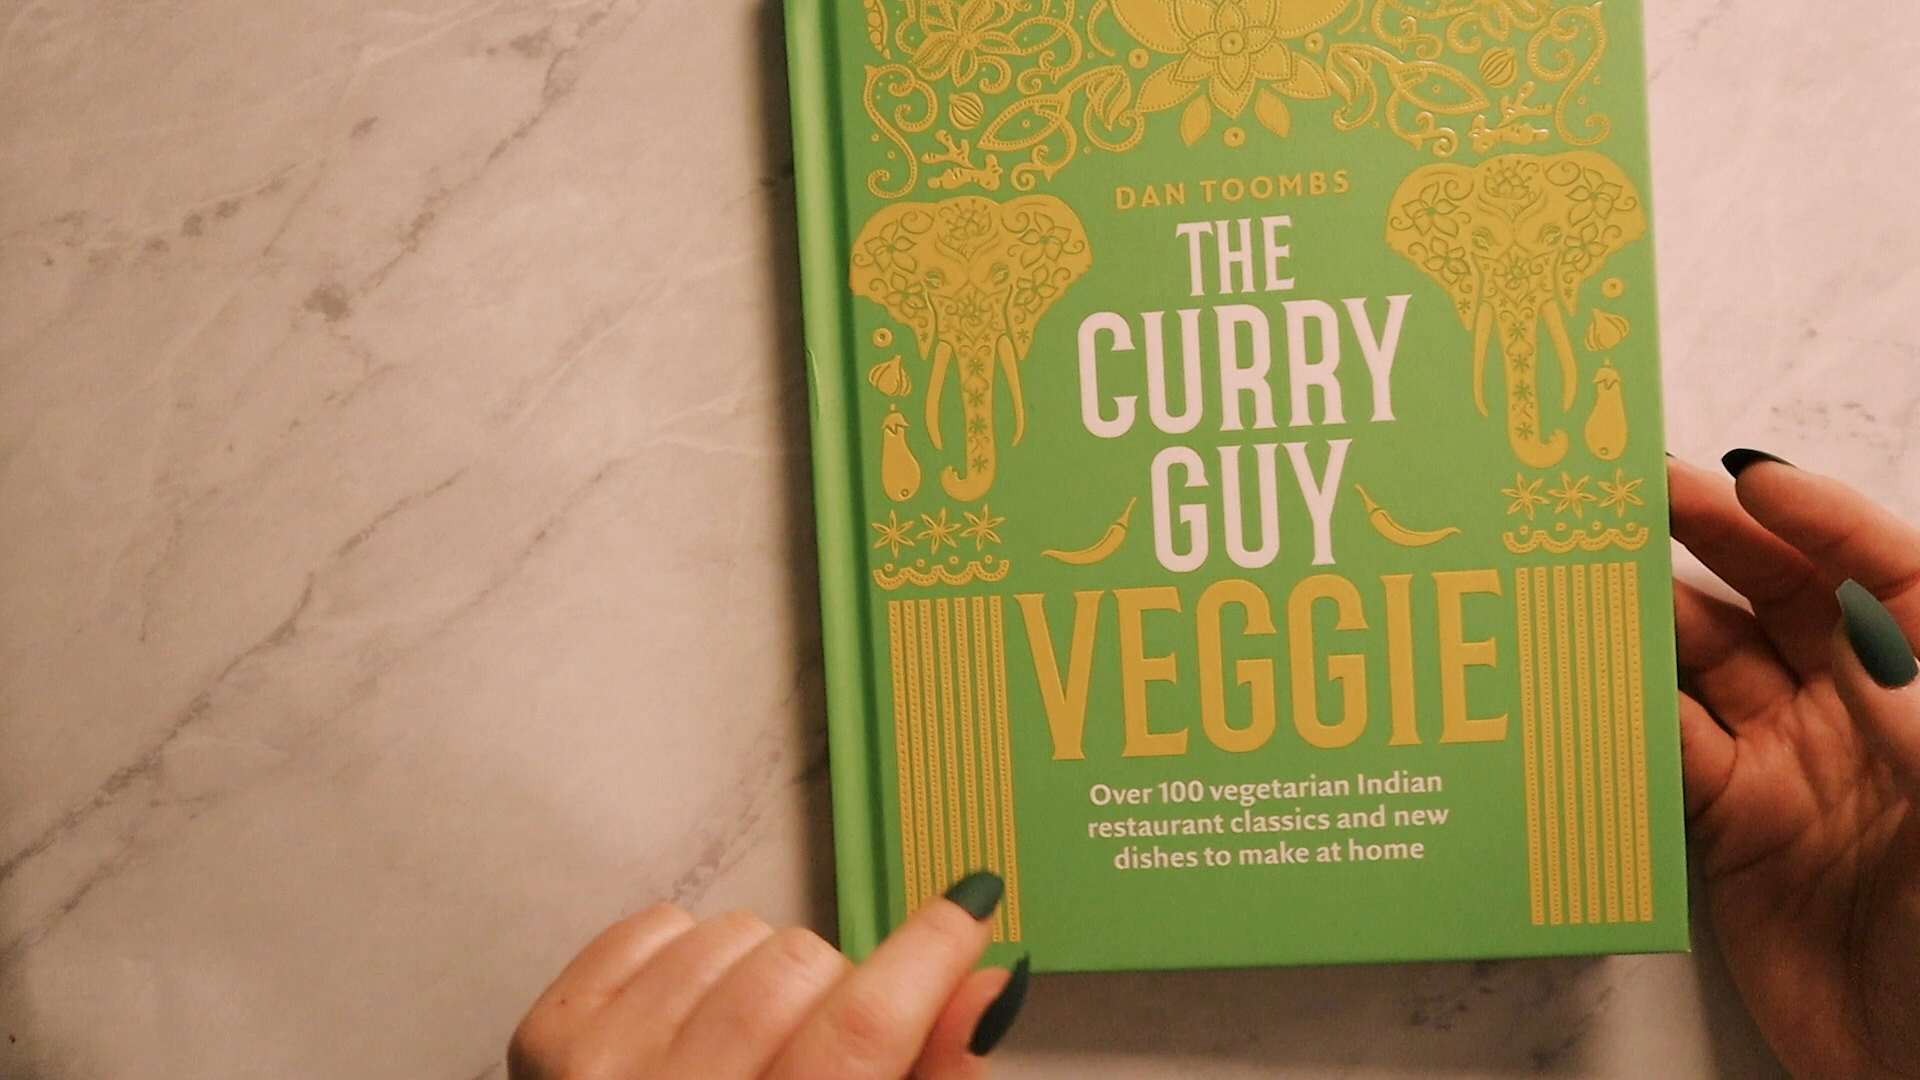 DAN TOOMBS
THE
CURRY
GUY
VEGGIE
Over 100 vegetarian Indian
restaurant classics and new
dishes to make at home